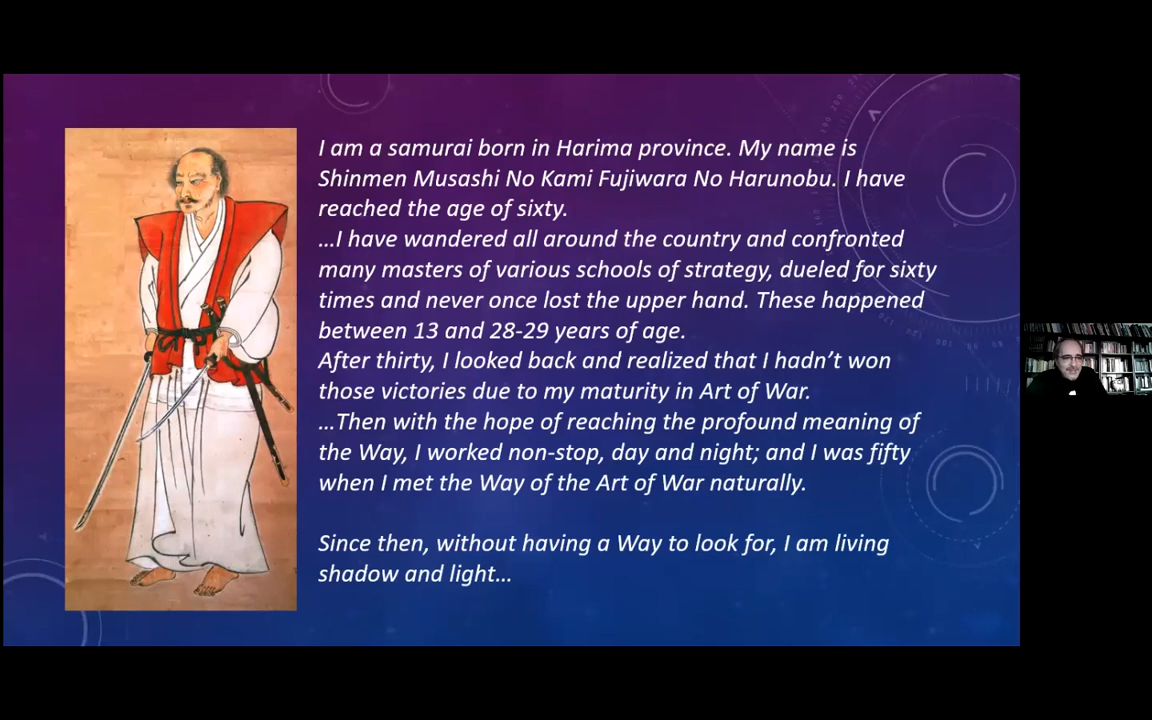 I am a samurai born in Harima province. My name is
Shinmen Musashi No Kami Fujiwara No Harunobu. I have
reached the age of sixty.
…I have wandered all around the country and confronted
many masters of various schools of strategy, dueled for sixty
times and never once lost the upper hand. These happened
between 13 and 28-29 years of age.
After thirty, I looked back and realized that I hadn’t won
those victories due to my maturity in Art of War.
…Then with the hope of reaching the profound meaning of
the Way, I worked non-stop, day and night; and I was fifty
when I met the Way of the Art of War naturally.
Since then, without having a Way to look for, I am living
shadow and light…